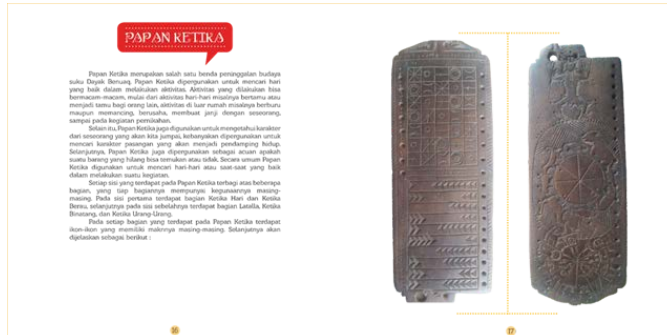 PAPAN KETIKA
Papan Ketika merupakan salah satu benda peninggalan budaya
suku Dayak Benuaq. Papan Ketika dipergunakan untuk mencari hari
yang baik dalam melakukan aktivitas. Aktivitas yang dilakukan bisa
bermacam-macam, mulai dari aktivitas hari-hari misalnya bertamu atau
menjadi tamu bagi orang lain, aktivitas di luar rumah misalnya berburu
maupun memancing, berusaha, membuat janji dengan seseorang,
sampai pada kegiatan pernikahan.
Selain itu, Papan Ketika juga digunakan untuk mengetahui karakter
dari seseorang yang akan kita jumpai, kebanyakan dipergunakan untuk
mencari karakter pasangan yang akan menjadi pendamping hidup.
Selanjutnya, Papan Ketika juga dipergunakan sebagai acuan apakah
suatu barang yang hilang bisa temukan atau tidak. Secara umum Papan
Ketika digunakan untuk mencari hari-hari atau saat-saat yang baik
dalam melakukan suatu kegiatan.
Setiap sisi yang terdapat pada Papan Ketika terbagi atas beberapa
bagian, yang tiap bagiannya mempunyai kegunaannya masing-
masing. Pada sisi pertama terdapat bagian Ketika Hari dan Ketika
Bersu, selanjutnya pada sisi sebelahnya terdapat bagian Latalla, Ketika
Binatang, dan Ketika Urang-Urang.
Pada setiap bagian yang terdapat pada Papan Ketika terdapat
ikon-ikon yang memiliki maknya masing-masing. Selanjutnya akan
dijelaskan sebagai berikut :
16
17